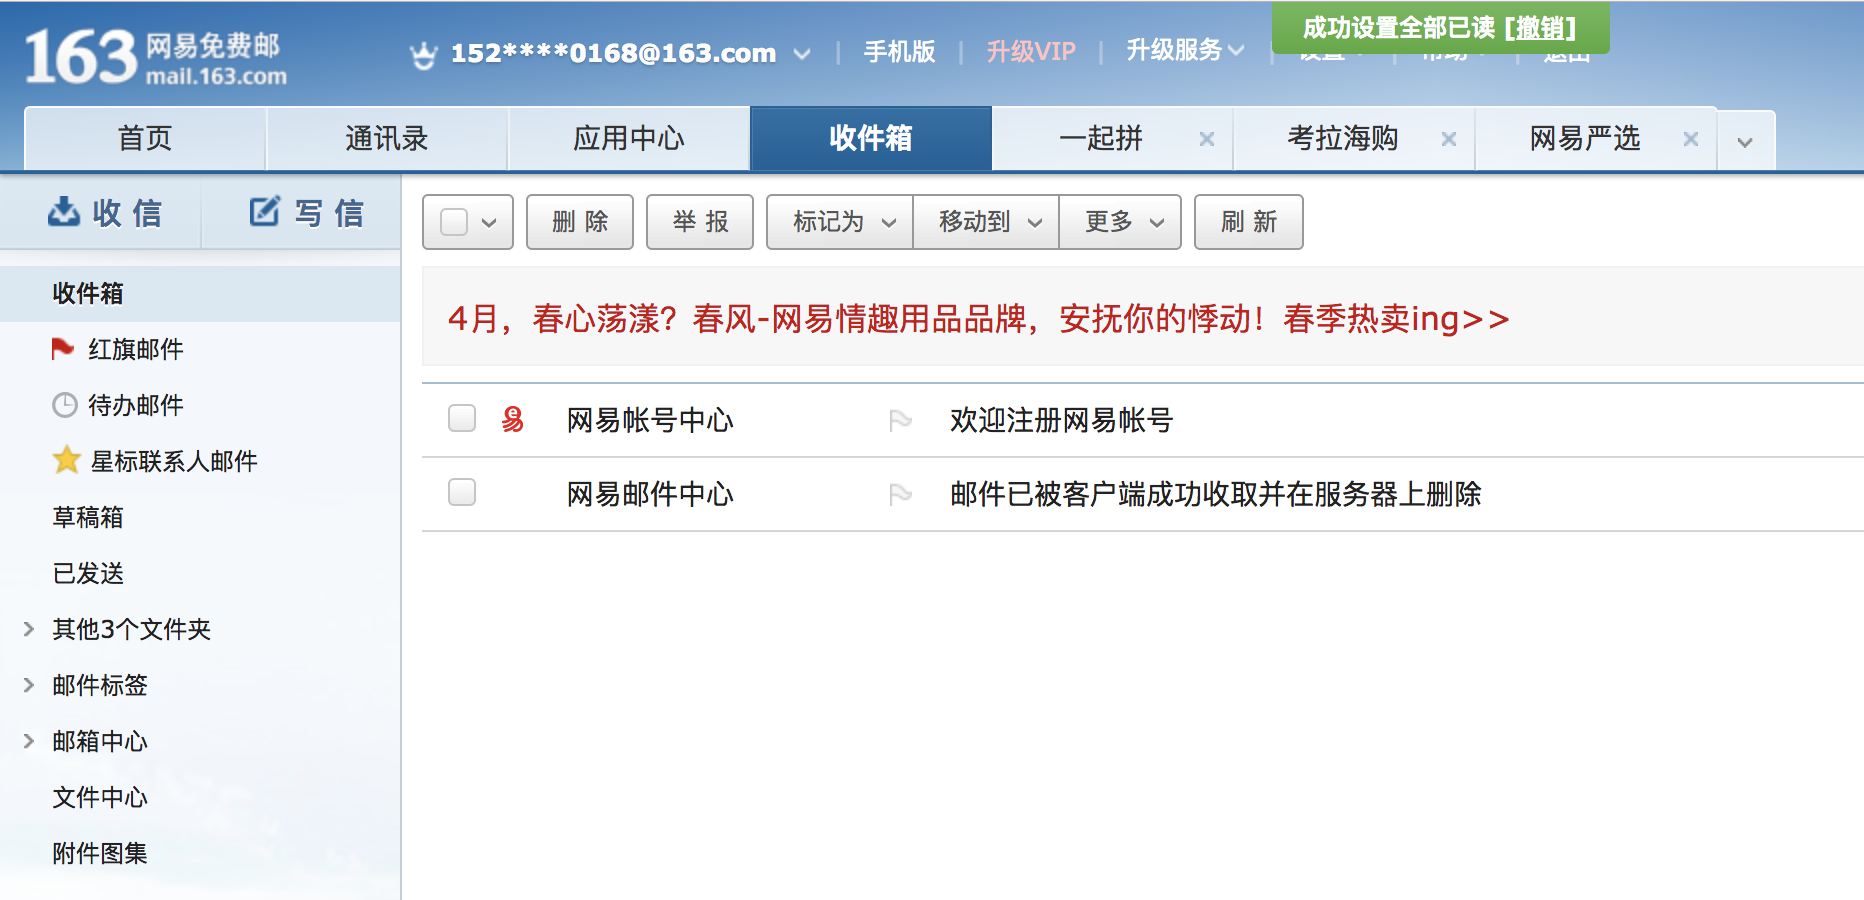 163 网易免费邮
mail.163.com
152****0168@163.com
手机版
升级VIP
升级服务
成功设置全部已读 [撤销]
设置
帮助
退出
首页
通讯录
应用中心
收件箱
一起拼
考拉海购
网易严选
收 信
写 信
删 除
举 报
标记为
移动到
更多
刷 新
收件箱
红旗邮件
待办邮件
星标联系人邮件
草稿箱
已发送
其他3个文件夹
邮件标签
邮箱中心
文件中心
附件图集
4月，春心荡漾？春风-网易情趣用品品牌，安抚你的悸动！春季热卖ing>>
网易帐号中心 欢迎注册网易帐号
网易邮件中心 邮件已被客户端成功收取并在服务器上删除